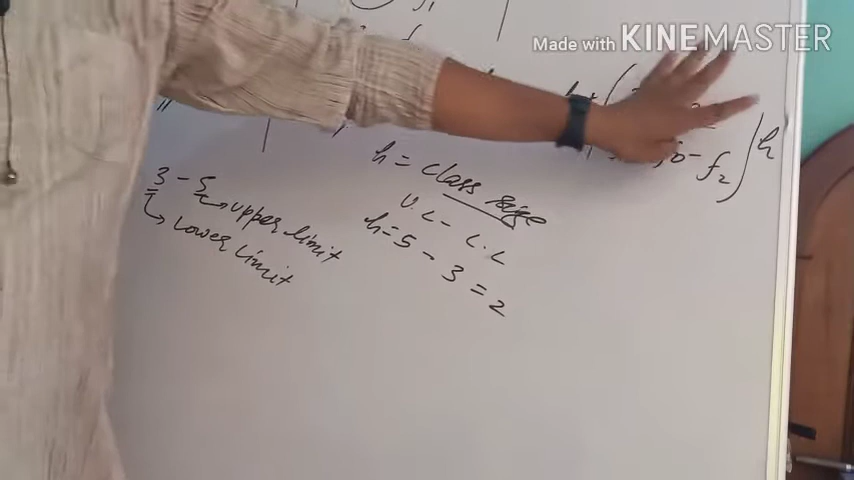 Made with KINEMASTER
h
- f2
h = class size
U.L - L.L
h = 5 - 3 = 2
3 - 5
upper limit
Lower limit